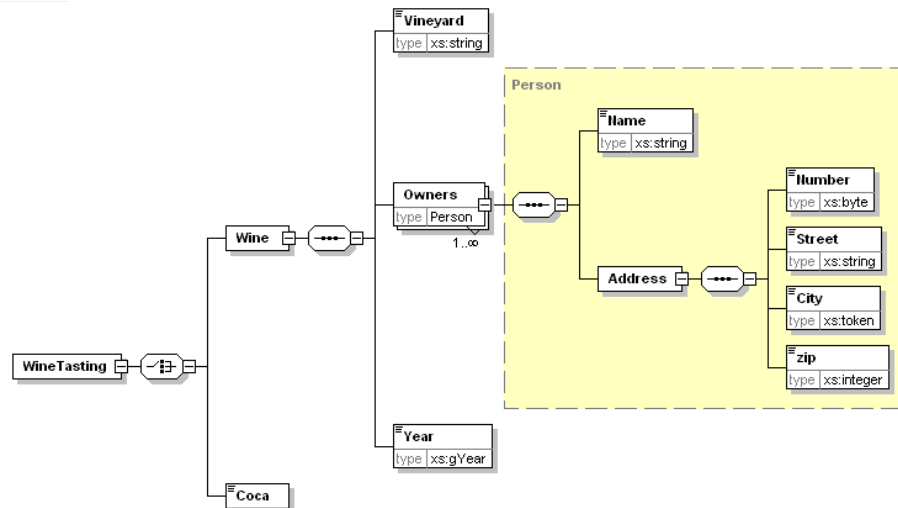 Vineyard
type xs:string
Person
Name
type xs:string
Number
type xs:byte
Owners
type Person
1..∞
Wine
Street
type xs:string
Address
City
type xs:token
WineTasting
zip
type xs:integer
Year
type xs:gYear
Coca